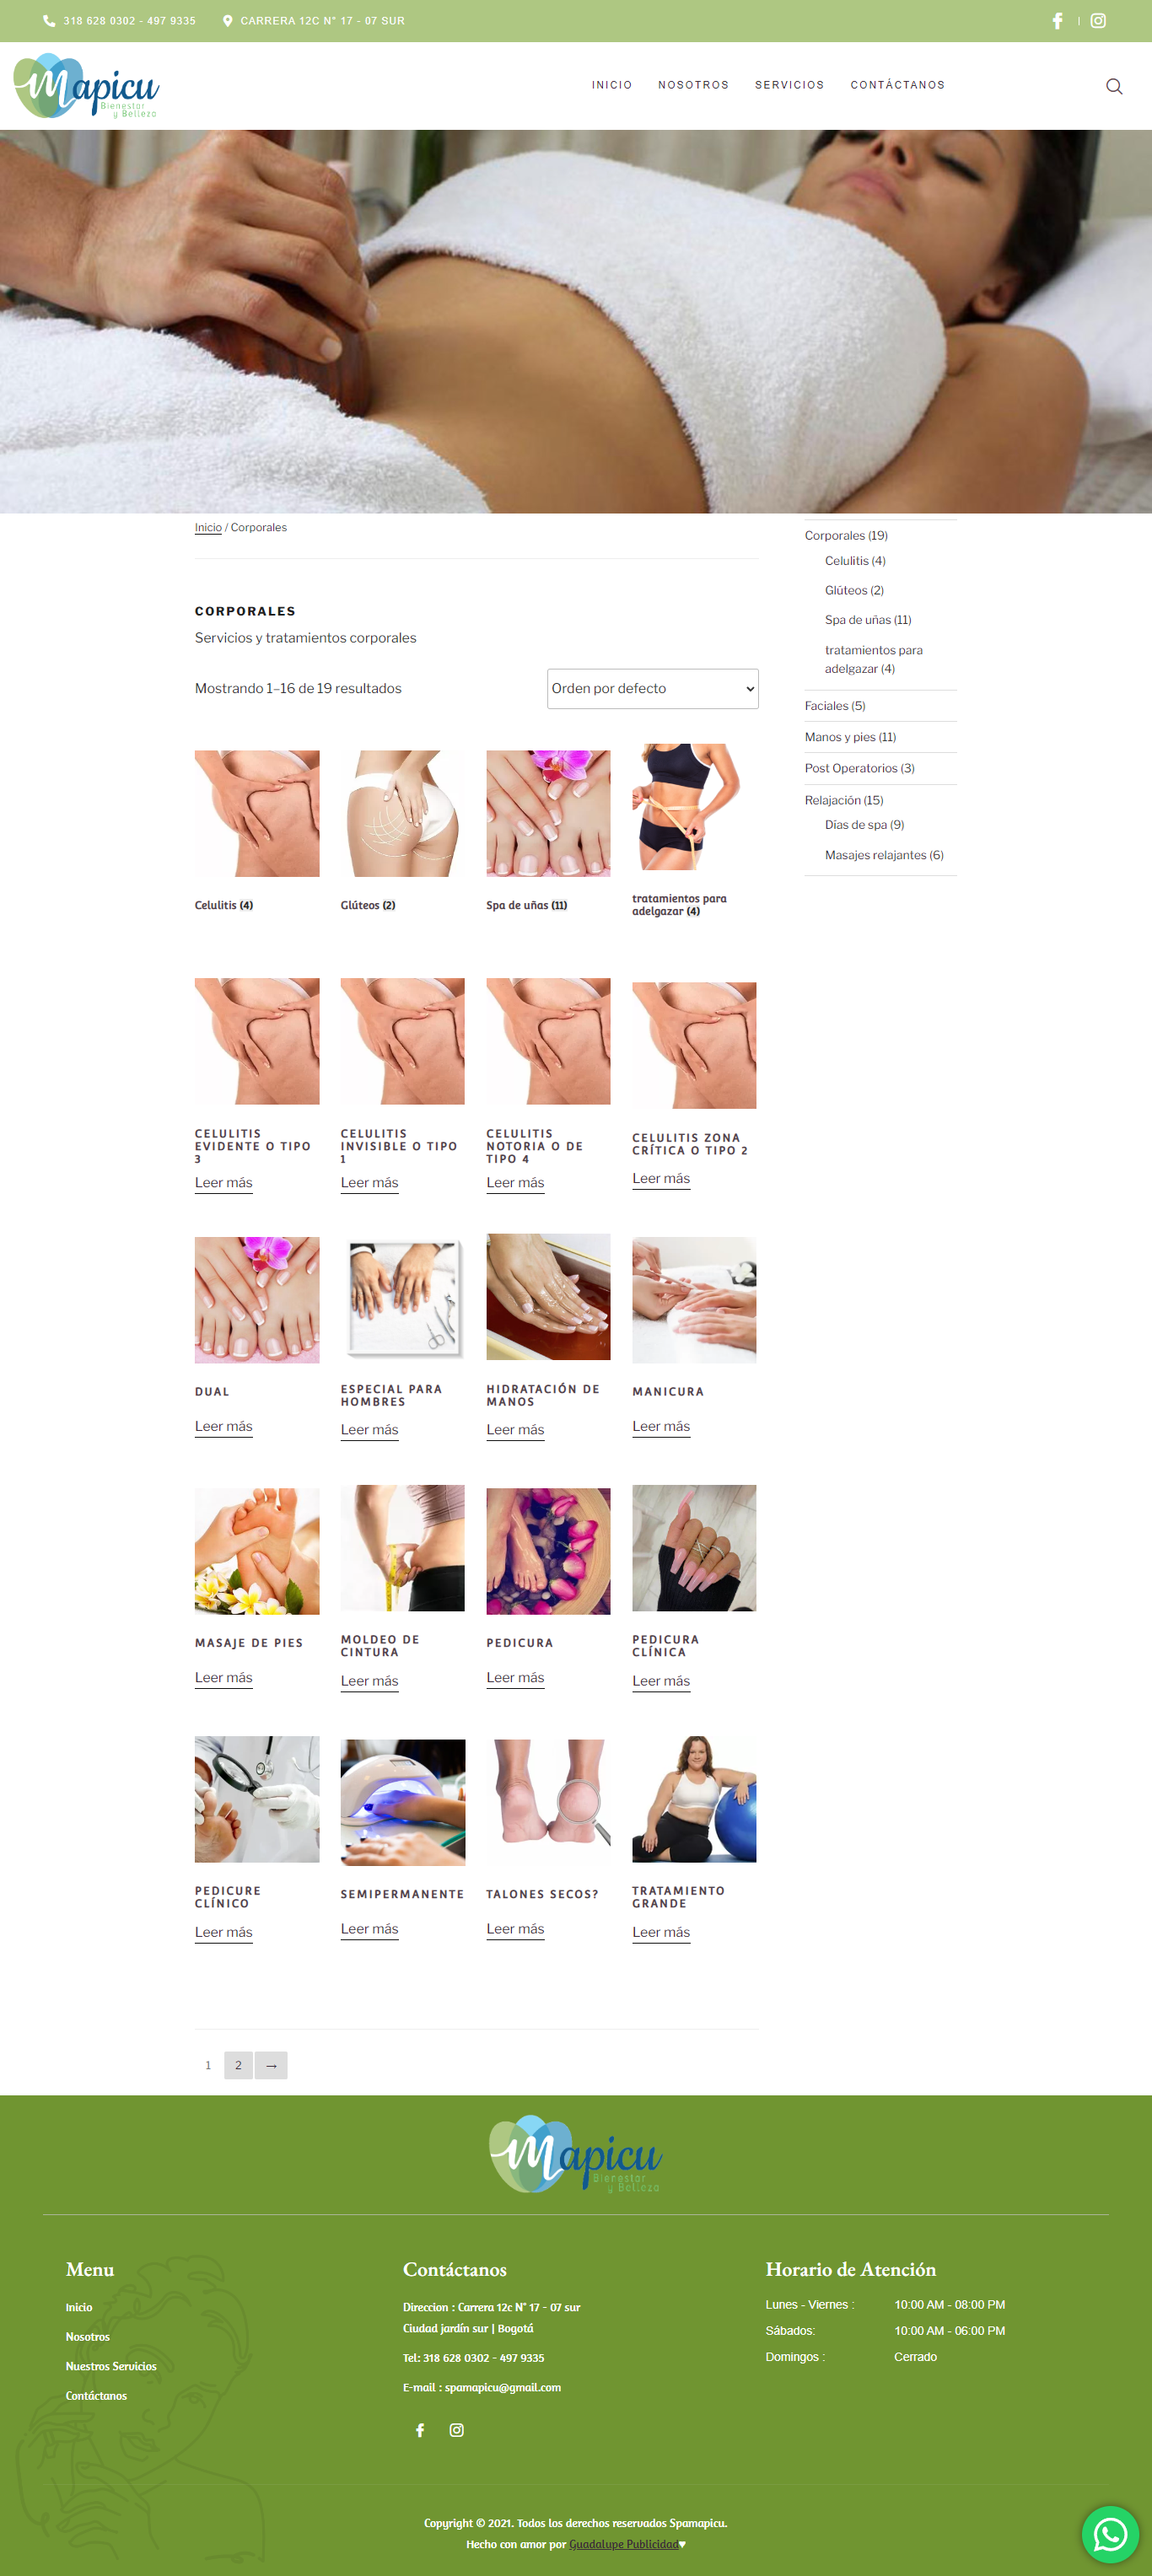 318 628 0302 - 497 9335
CARRERA 12C N° 17 - 07 SUR
Mapicu
Bienestar
y Belleza
INICIO
NOSOTROS
SERVICIOS
CONTÁCTANOS
Inicio / Corporales
CORPORALES
Servicios y tratamientos corporales
Mostrando 1–16 de 19 resultados
Orden por defecto
Celulitis (4)
Glúteos (2)
Spa de uñas (11)
tratamientos para
adelgazar (4)
CELULITIS
EVIDENTE O TIPO
3
Leer más
CELULITIS
INVISIBLE O TIPO
1
Leer más
CELULITIS
NOTORIA O DE
TIPO 4
Leer más
CELULITIS ZONA
CRÍTICA O TIPO 2
Leer más
DUAL
Leer más
ESPECIAL PARA
HOMBRES
Leer más
HIDRATACIÓN DE
MANOS
Leer más
MANICURA
Leer más
MASAJE DE PIES
Leer más
MOLDEO DE
CINTURA
Leer más
PEDICURA
Leer más
PEDICURA
CLÍNICA
Leer más
PEDICURE
CLÍNICO
Leer más
SEMIPERMANENTE
Leer más
TALONES SECOS?
Leer más
TRATAMIENTO
GRANDE
Leer más
1 2 →
Corporales (19)
Celulitis (4)
Glúteos (2)
Spa de uñas (11)
tratamientos para
adelgazar (4)
Faciales (5)
Manos y pies (11)
Post Operatorios (3)
Relajación (15)
Días de spa (9)
Masajes relajantes (6)
Mapicu
Bienestar
y Belleza
Menu
Inicio
Nosotros
Nuestros Servicios
Contáctanos
Contáctanos
Direccion : Carrera 12c N° 17 - 07 sur
Ciudad jardín sur | Bogotá
Tel: 318 628 0302 - 497 9335
E-mail : spamapicu@gmail.com
Horario de Atención
Lunes - Viernes : 10:00 AM - 08:00 PM
Sábados: 10:00 AM - 06:00 PM
Domingos : Cerrado
Copyright © 2021. Todos los derechos reservados Spamapicu.
Hecho con amor por Guadalupe Publicidad♥